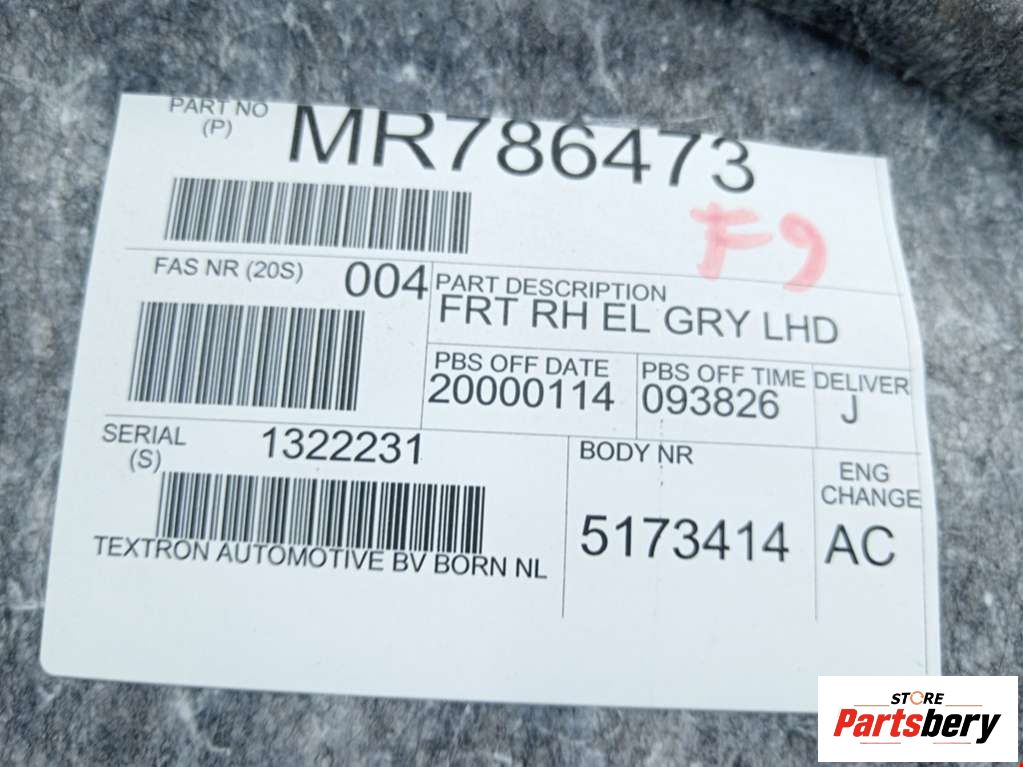 PART NO
(P)
MR786473
F9
FAS NR (20S)
004
PART DESCRIPTION
FRT RH EL GRY LHD
PBS OFF DATE
20000114
PBS OFF TIME
093826
DELIVER
J
SERIAL
(S)
1322231
BODY NR
5173414
ENG
CHANGE
AC
TEXTRON AUTOMOTIVE BV BORN NL
STORE
Partsbery